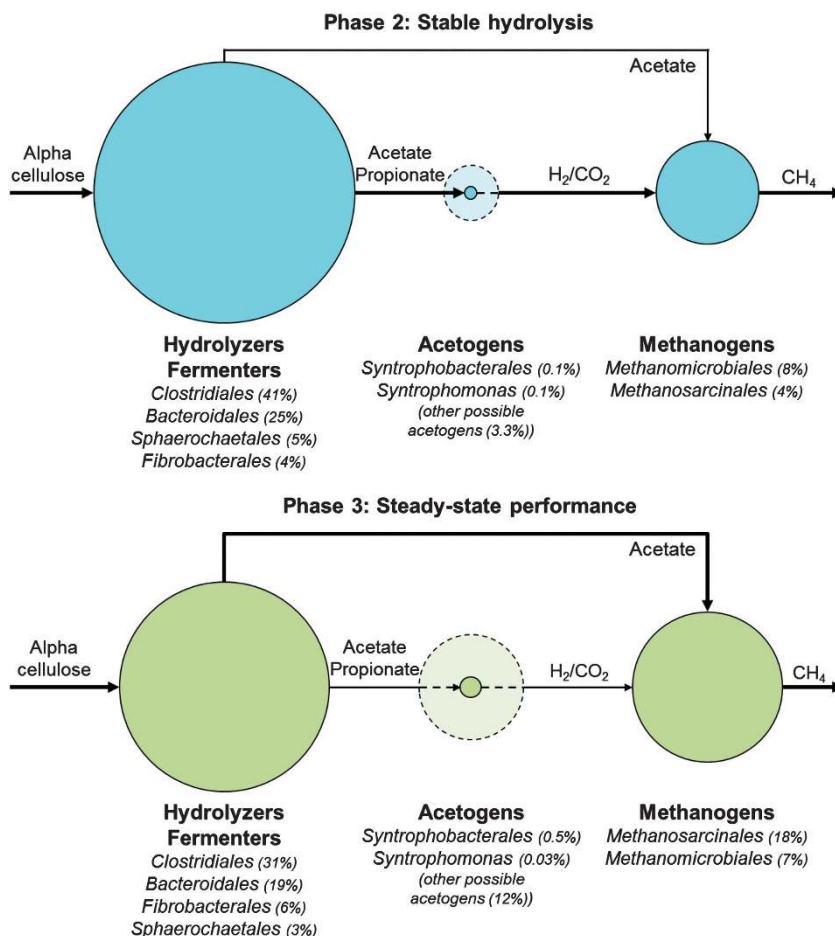 Phase 2: Stable hydrolysis
Acetate
Alpha
cellulose
Acetate
Propionate
H₂/CO₂
CH₄
Hydrolyzers
Fermenters
Clostridiales (41%)
Bacteroidales (25%)
Sphaerochaetales (5%)
Fibrobacterales (4%)
Acetogens
Syntrophobacterales (0.1%)
Syntrophomonas (0.1%)
(other possible
acetogens (3.3%))
Methanogens
Methanomicrobiales (8%)
Methanosarcinales (4%)
Phase 3: Steady-state performance
Acetate
Alpha
cellulose
Acetate
Propionate
H₂/CO₂
CH₄
Hydrolyzers
Fermenters
Clostridiales (31%)
Bacteroidales (19%)
Fibrobacterales (6%)
Sphaerochaetales (3%)
Acetogens
Syntrophobacterales (0.5%)
Syntrophomonas (0.03%)
(other possible
acetogens (12%))
Methanogens
Methanosarcinales (18%)
Methanomicrobiales (7%)